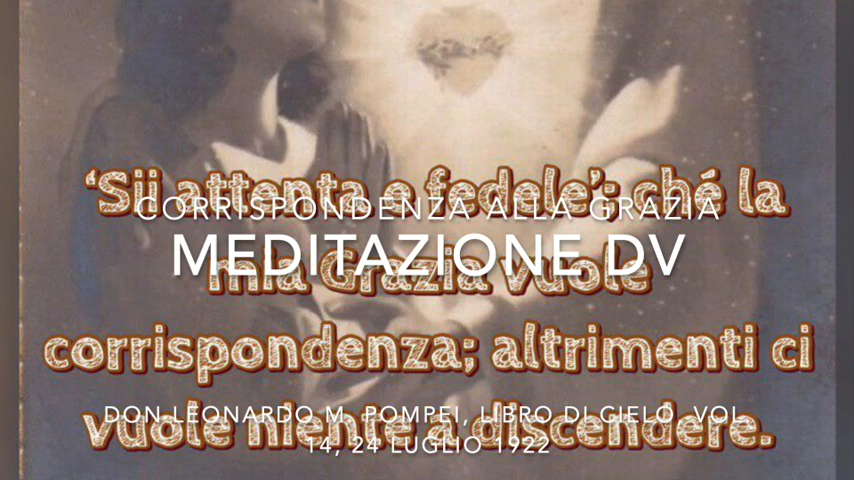 ‘Sii attenta e fedele’; ché la
CORRISPONDENZA ALLA GRAZIA
MEDITAZIONE DV
mia Grazia vuole
corrispondenza; altrimenti ci
DON LEONARDO M. POMPEI, LIBRO DI CIELO, VOL.
vuole niente a discendere.
14, 24 LUGLIO 1922